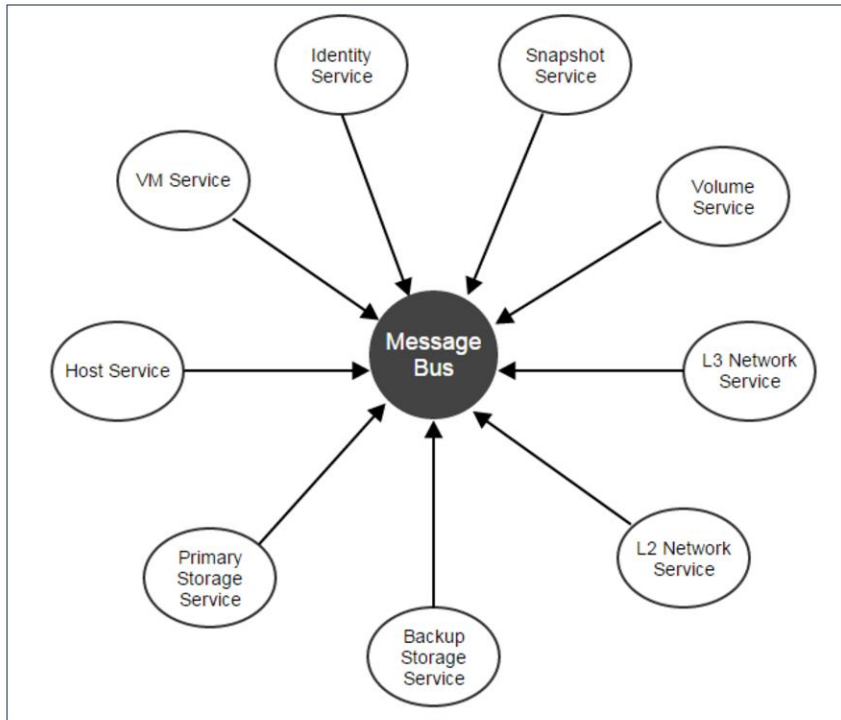 Identity
Service
Snapshot
Service
VM Service
Volume
Service
Message
Bus
Host Service
L3 Network
Service
L2 Network
Service
Primary
Storage
Service
Backup
Storage
Service